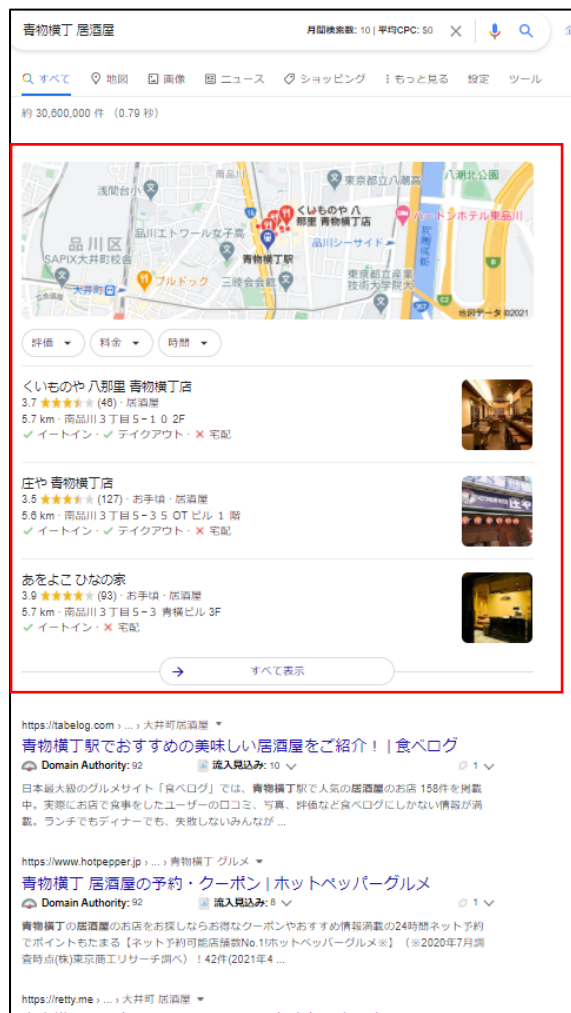 青物横丁 居酒屋
月間検索数: 10 | 平均CPC: $0
すべて 地図 画像 ニュース ショッピング もっと見る 設定 ツール
約 30,600,000 件 (0.79 秒)
浅間台小
南品川
東京都立八潮高
八潮北公園
くいものや 八
那里 青物横丁店
ハートンホテル東品川
品川区
品川エトワール女子高
品川シーサイド
SAPIX大井町校
青物横丁駅
大井町
ブルドック
三睦会会館
東京都立産業
技術大学院大
地図データ ©2021
評価 料金 時間
くいものや 八那里 青物横丁店
3.7 (46) · 居酒屋
5.7 km · 南品川3丁目5−10 2F
✓ イートイン · ✓ テイクアウト · ✕ 宅配
庄や 青物横丁店
3.5 (127) · お手頃 · 居酒屋
5.6 km · 南品川3丁目5−35 OTビル 1 階
✓ イートイン · ✓ テイクアウト · ✕ 宅配
あをよこ ひなの家
3.9 (93) · お手頃 · 居酒屋
5.7 km · 南品川3丁目5−3 青横ビル 3F
✓ イートイン · ✕ 宅配
→ すべて表示
https://tabelog.com › ... › 大井町居酒屋
青物横丁駅でおすすめの美味しい居酒屋をご紹介！ | 食べログ
Domain Authority: 92 流入見込み: 10 1
日本最大級のグルメサイト「食べログ」では、青物横丁駅で人気の居酒屋のお店 158件を掲載
中。実際にお店で食事をしたユーザーの口コミ、写真、評価など食べログにしかない情報が満
載。ランチでもディナーでも、失敗しないみんなが ...
https://www.hotpepper.jp › ... › 青物横丁 グルメ
青物横丁 居酒屋の予約・クーポン | ホットペッパーグルメ
Domain Authority: 92 流入見込み: 8 1
青物横丁の居酒屋のお店をお探しならお得なクーポンやおすすめ情報満載の24時間ネット予約
でポイントもたまる【ネット予約可能店舗数No.1!ホットペッパーグルメ※】（※2020年7月調
査時点(株)東京商工リサーチ調べ）！42件(2021年4 ...
https://retty.me › ... › 大井町 居酒屋